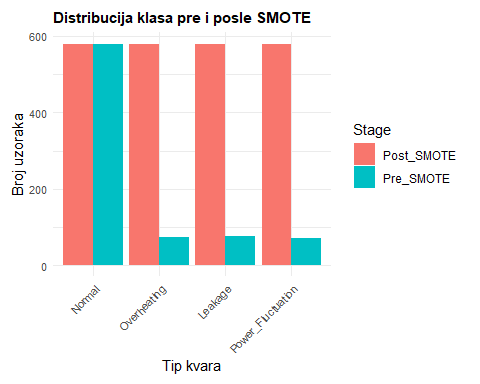 Distribucija klasa pre i posle SMOTE
Broj uzoraka
600
400
200
0
Normal
Overheating
Leakage
Power_Fluctuation
Tip kvara
Stage
Post_SMOTE
Pre_SMOTE